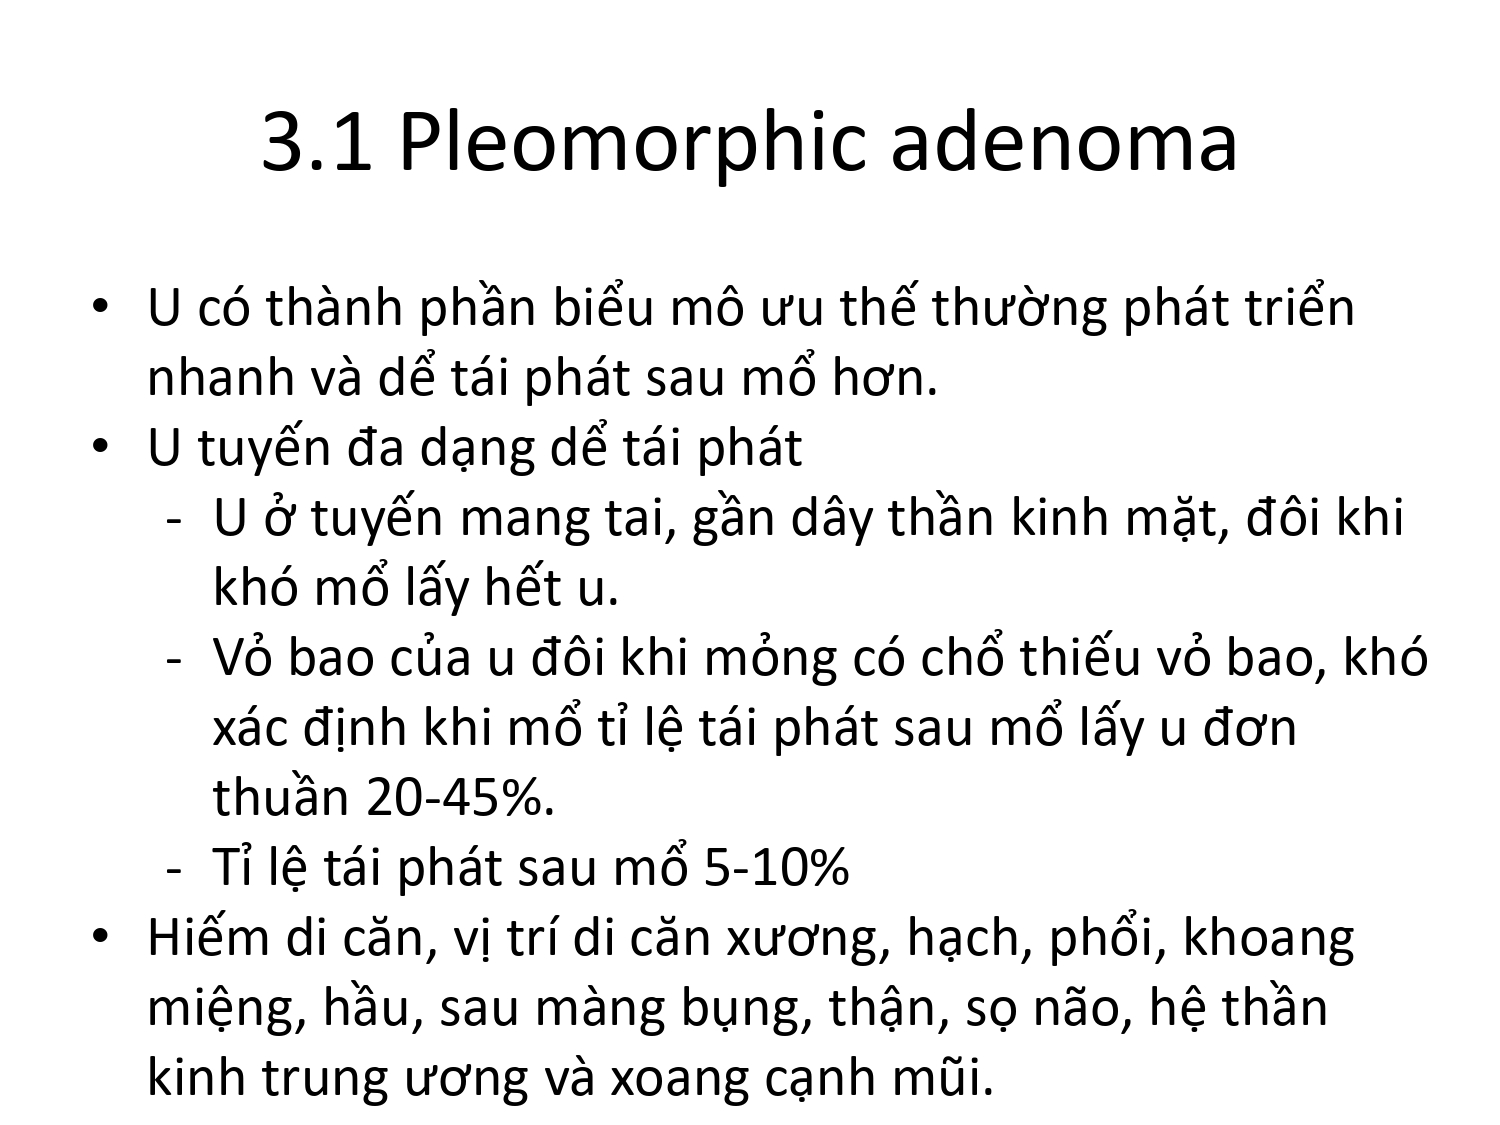 3.1 Pleomorphic adenoma
• U có thành phần biểu mô ưu thế thường phát triển
nhanh và dể tái phát sau mổ hơn.
• U tuyến đa dạng dể tái phát
- U ở tuyến mang tai, gần dây thần kinh mặt, đôi khi
khó mổ lấy hết u.
- Vỏ bao của u đôi khi mỏng có chổ thiếu vỏ bao, khó
xác định khi mổ tỉ lệ tái phát sau mổ lấy u đơn
thuần 20-45%.
- Tỉ lệ tái phát sau mổ 5-10%
• Hiếm di căn, vị trí di căn xương, hạch, phổi, khoang
miệng, hầu, sau màng bụng, thận, sọ não, hệ thần
kinh trung ương và xoang cạnh mũi.